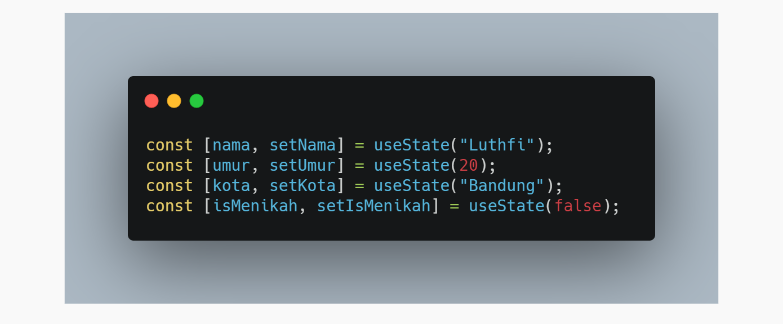 const [nama, setNama] = useState("Luthfi");
const [umur, setUmur] = useState(20);
const [kota, setKota] = useState("Bandung");
const [isMenikah, setIsMenikah] = useState(false);